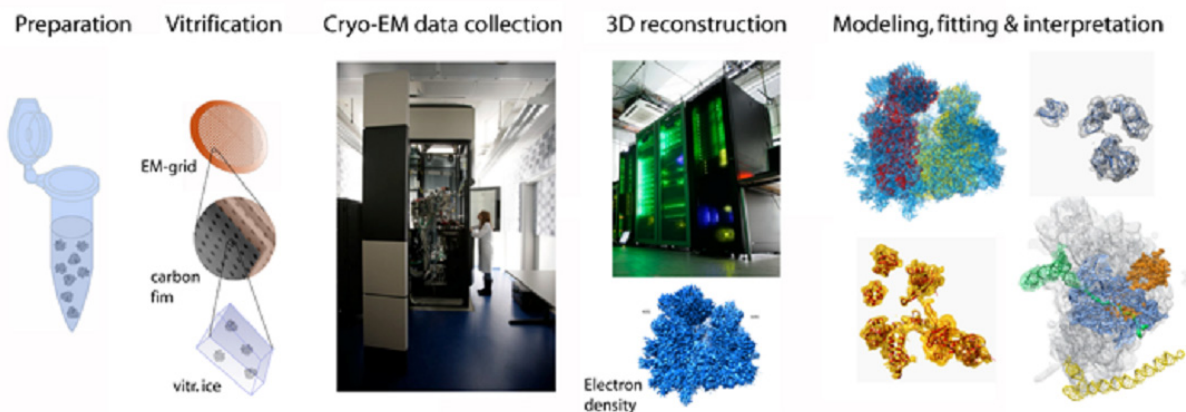 Preparation
Vitrification
Cryo-EM data collection
3D reconstruction
Modeling, fitting & interpretation
EM-grid
carbon
fim
vitr. ice
Electron
density